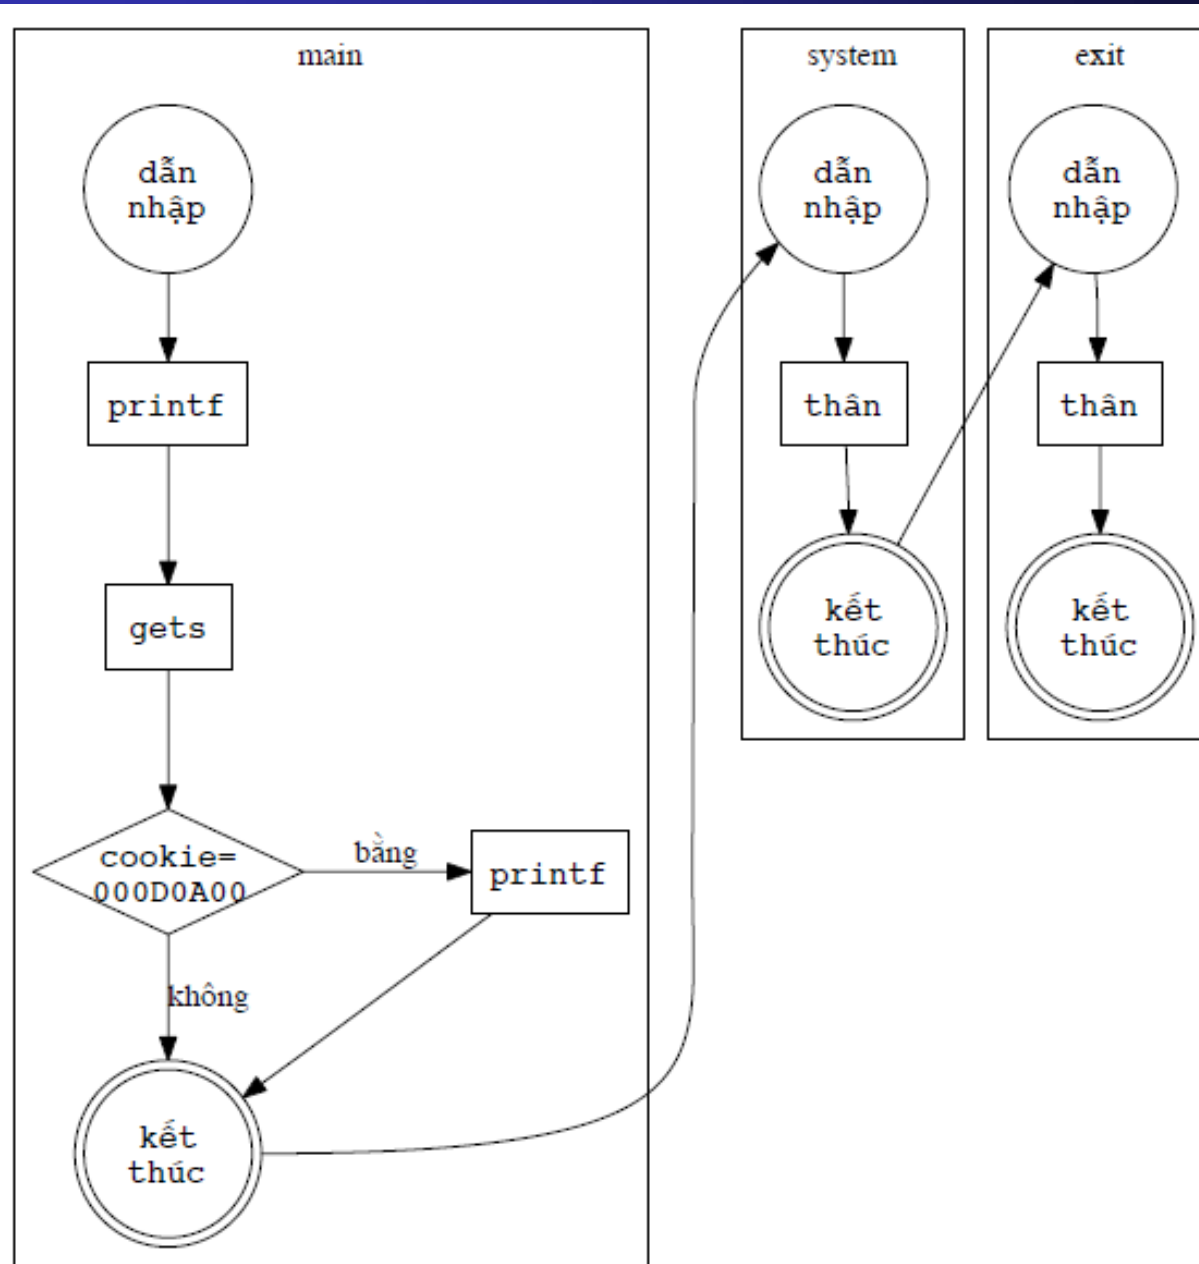 main
dẫn
nhập
printf
gets
cookie=
000D0A00
bằng
printf
không
kết
thúc
system
dẫn
nhập
thân
kết
thúc
exit
dẫn
nhập
thân
kết
thúc